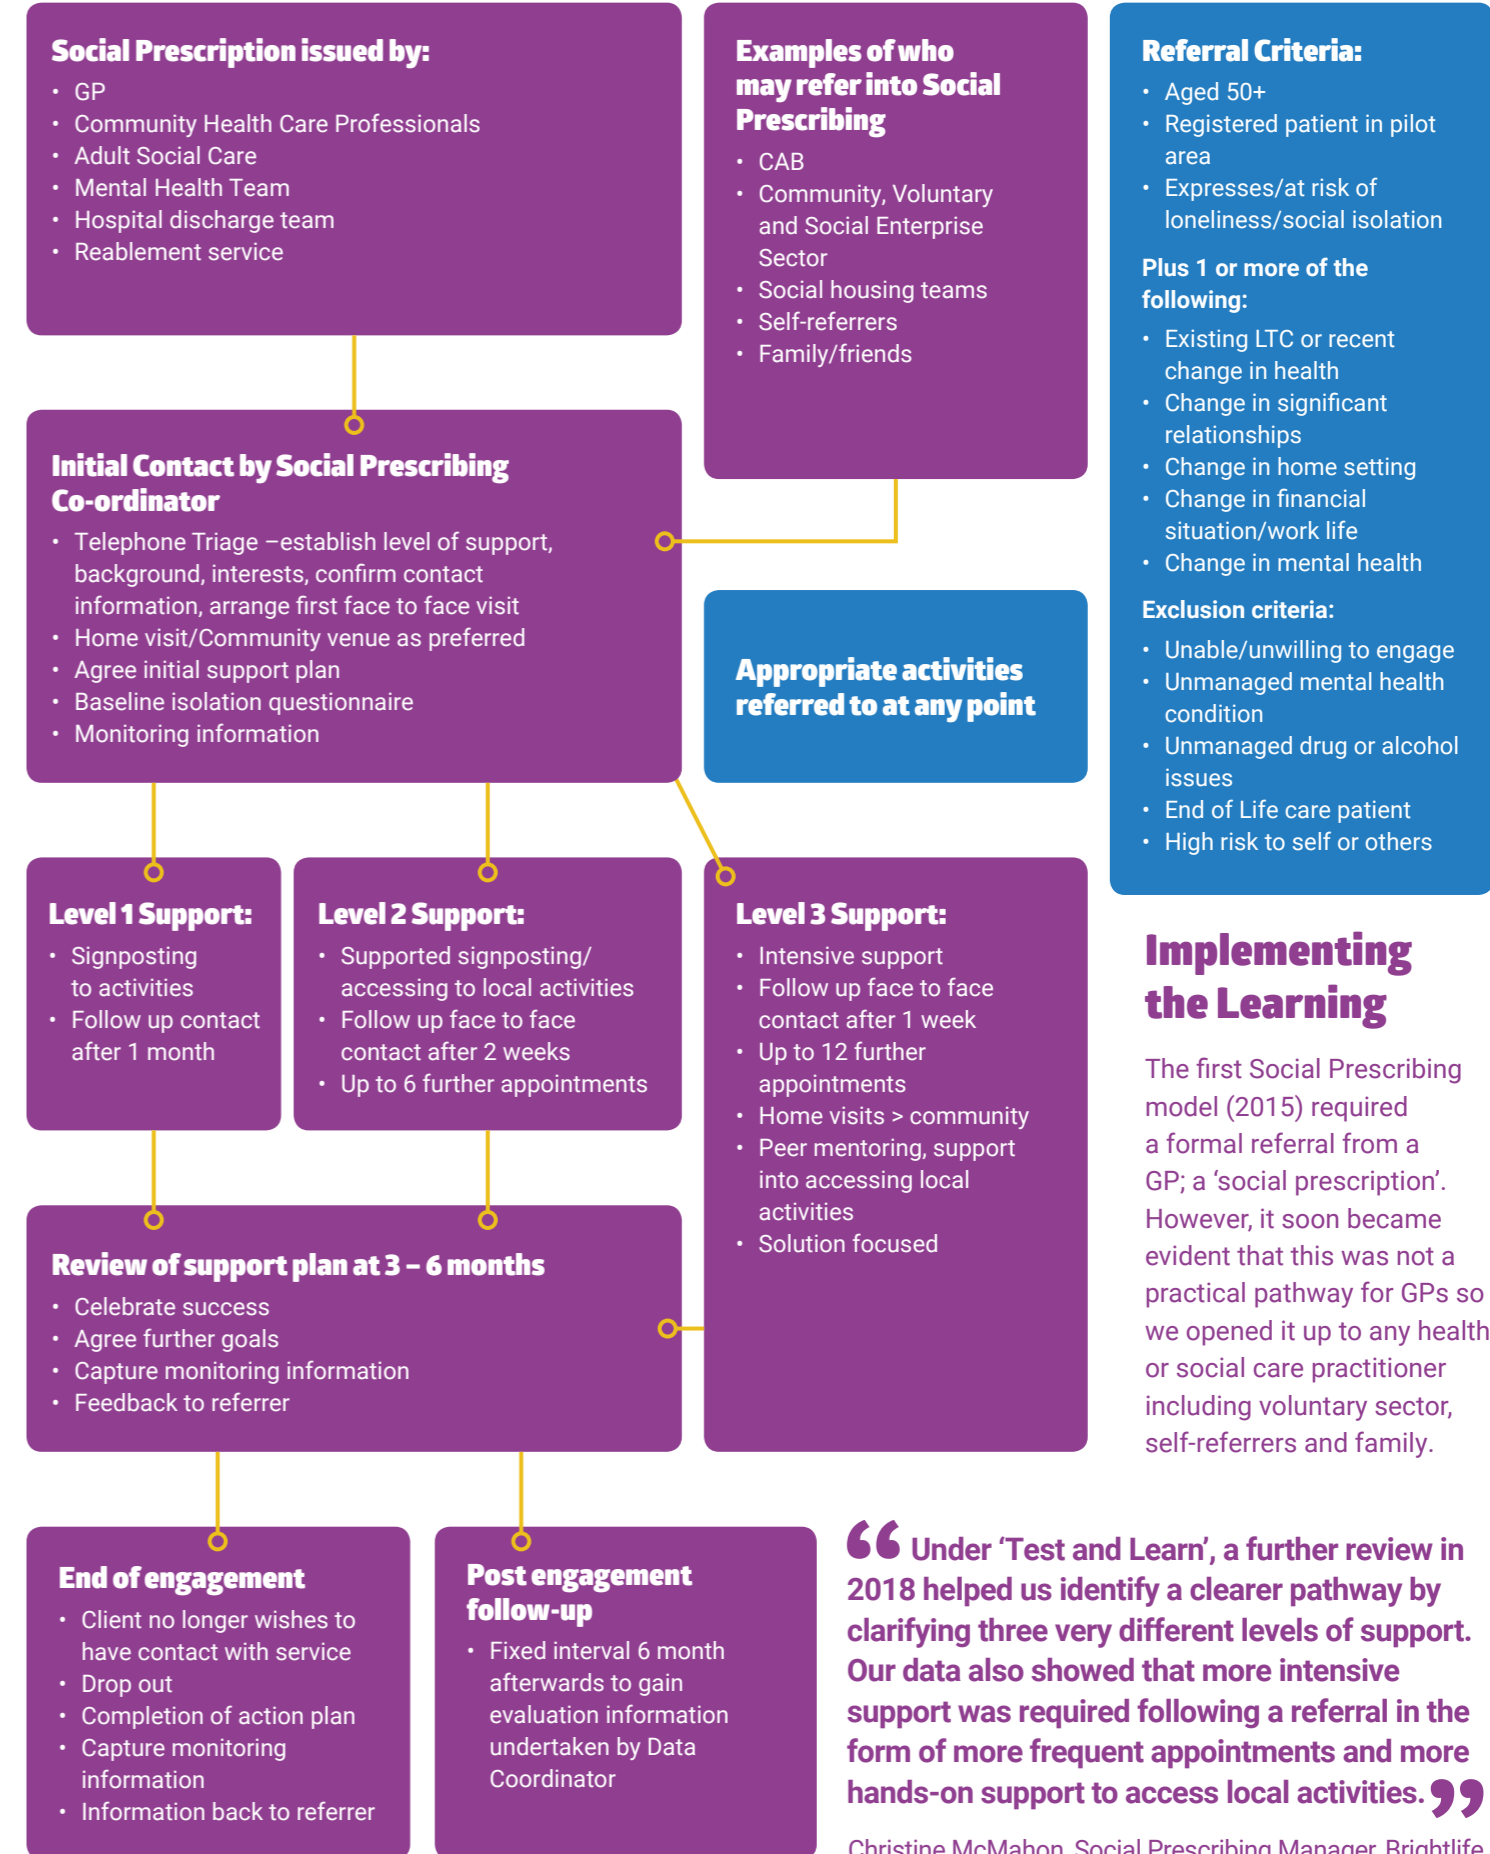 Social Prescription issued by:
• GP
• Community Health Care Professionals
• Adult Social Care
• Mental Health Team
• Hospital discharge team
• Reablement service
Examples of who
may refer into Social
Prescribing
• CAB
• Community, Voluntary
and Social Enterprise
Sector
• Social housing teams
• Self-referrers
• Family/friends
Referral Criteria:
• Aged 50+
• Registered patient in pilot
area
• Expresses/at risk of
loneliness/social isolation
Plus 1 or more of the
following:
• Existing LTC or recent
change in health
• Change in significant
relationships
• Change in home setting
• Change in financial
situation/work life
• Change in mental health
Exclusion criteria:
• Unable/unwilling to engage
• Unmanaged mental health
condition
• Unmanaged drug or alcohol
issues
• End of Life care patient
• High risk to self or others
Initial Contact by Social Prescribing
Co-ordinator
• Telephone Triage –establish level of support,
background, interests, confirm contact
information, arrange first face to face visit
• Home visit/Community venue as preferred
• Agree initial support plan
• Baseline isolation questionnaire
• Monitoring information
Appropriate activities
referred to at any point
Level 1 Support:
• Signposting
to activities
• Follow up contact
after 1 month
Level 2 Support:
• Supported signposting/
accessing to local activities
• Follow up face to face
contact after 2 weeks
• Up to 6 further appointments
Level 3 Support:
• Intensive support
• Follow up face to face
contact after 1 week
• Up to 12 further
appointments
• Home visits > community
• Peer mentoring, support
into accessing local
activities
• Solution focused
Review of support plan at 3 – 6 months
• Celebrate success
• Agree further goals
• Capture monitoring information
• Feedback to referrer
End of engagement
• Client no longer wishes to
have contact with service
• Drop out
• Completion of action plan
• Capture monitoring
information
• Information back to referrer
Post engagement
follow-up
• Fixed interval 6 month
afterwards to gain
evaluation information
undertaken by Data
Coordinator
Implementing
the Learning
The first Social Prescribing
model (2015) required
a formal referral from a
GP; a ‘social prescription’.
However, it soon became
evident that this was not a
practical pathway for GPs so
we opened it up to any health
or social care practitioner
including voluntary sector,
self-referrers and family.
“ Under ‘Test and Learn’, a further review in
2018 helped us identify a clearer pathway by
clarifying three very different levels of support.
Our data also showed that more intensive
support was required following a referral in the
form of more frequent appointments and more
hands-on support to access local activities. ”
Christine McMahon, Social Prescribing Manager, Brightlife